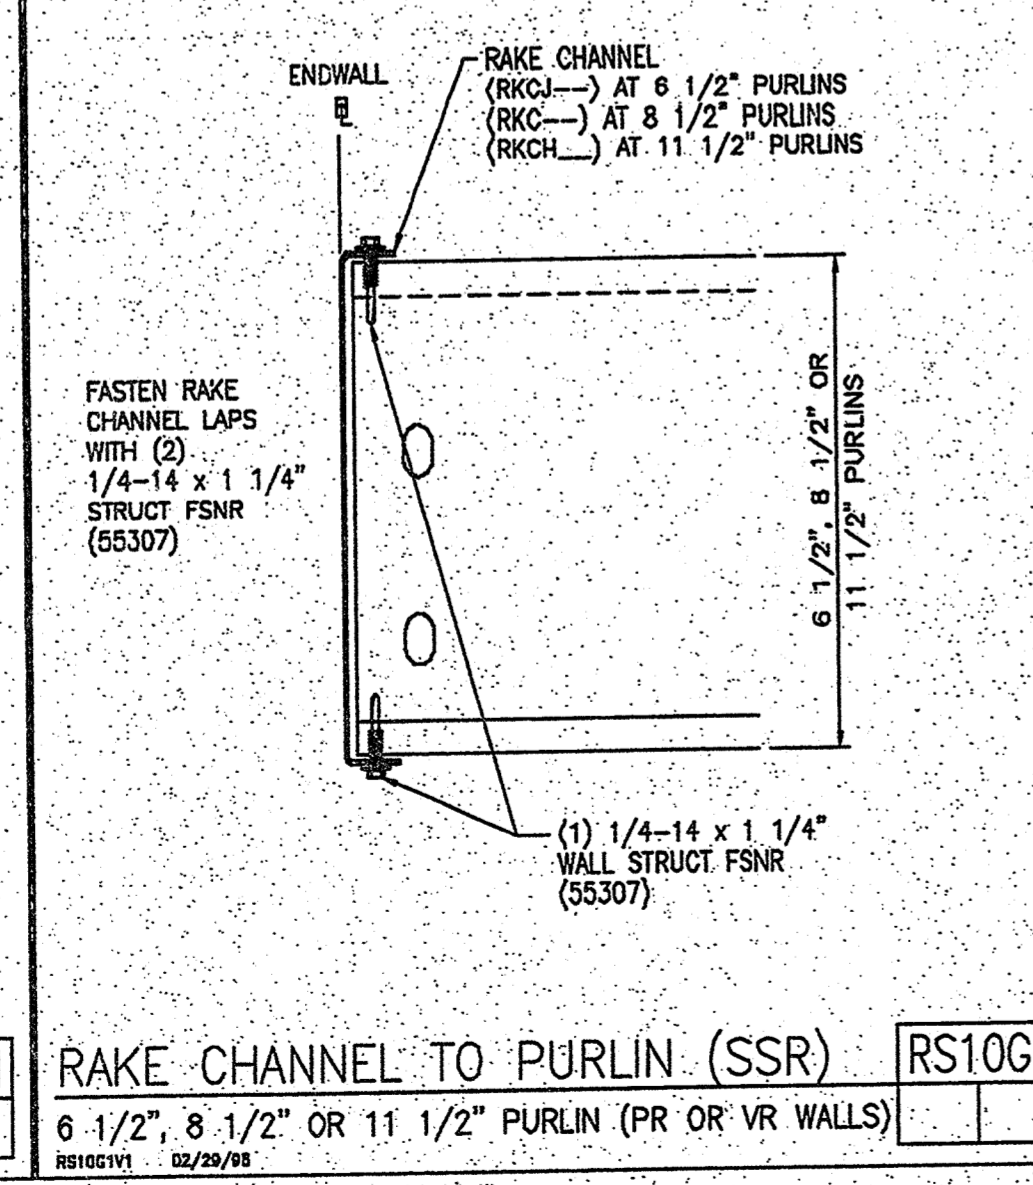 ENDWALL
RAKE CHANNEL
(RKCJ--) AT 6 1/2" PURLINS
(RKC--) AT 8 1/2" PURLINS
(RKCH__) AT 11 1/2" PURLINS
FASTEN RAKE
CHANNEL LAPS
WITH (2)
1/4-14 x 1 1/4"
STRUCT FSNR
(55307)
6 1/2", 8 1/2" OR
11 1/2" PURLINS
(1) 1/4-14 x 1 1/4"
WALL STRUCT FSNR
(55307)
RAKE CHANNEL TO PURLIN (SSR)
RS10G
6 1/2", 8 1/2" OR 11 1/2" PURLIN (PR OR VR WALLS)
RS10G1V1 02/29/98